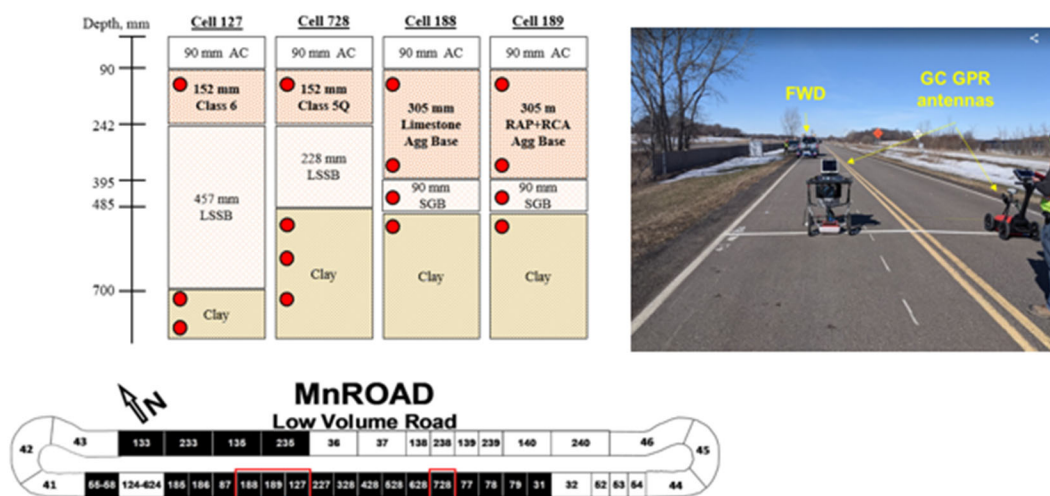 Depth, mm
Cell 127
Cell 728
Cell 188
Cell 189
90 mm AC
90 mm AC
90 mm AC
90 mm AC
90
152 mm
Class 6
152 mm
Class 5Q
305 mm
Limestone
Agg Base
305 m
RAP+RCA
Agg Base
242
228 mm
LSSB
395
457 mm
LSSB
90 mm
SGB
90 mm
SGB
485
Clay
Clay
Clay
700
Clay
FWD
GC GPR
antennas
N
MnROAD
Low Volume Road
42 43 133 233 135 235 36 37 138 238 139 239 140 240 46 45
41 55-58 124-624 185 186 87 188 189 127 227 328 428 528 628 728 77 78 79 31 32 52 53 54 44